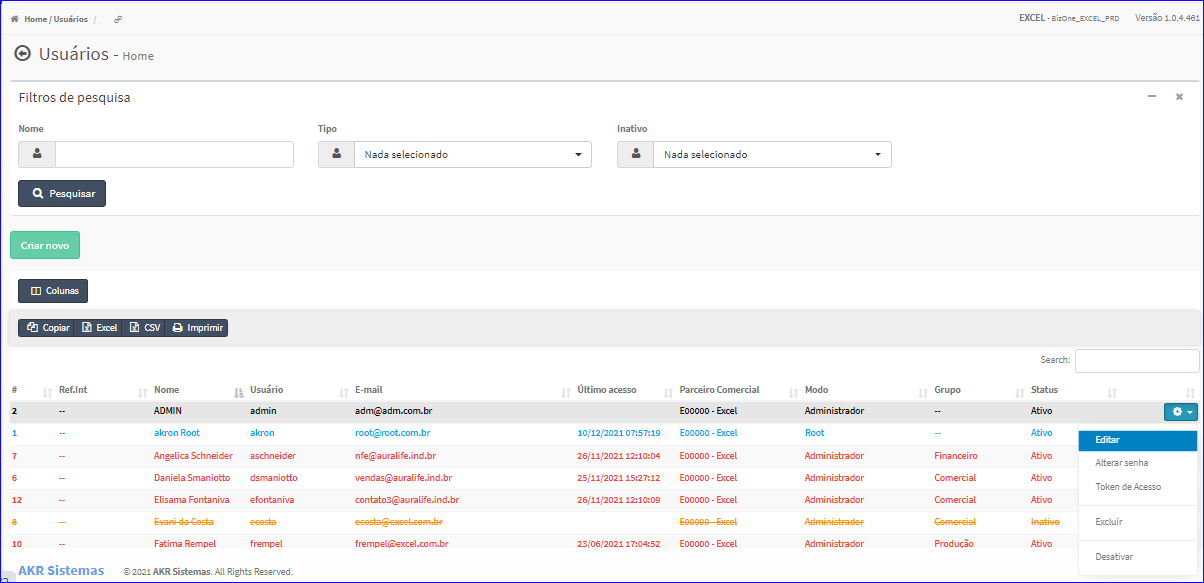 Home / Usuários /
EXCEL - BizOne_EXCEL_PRD Versão 1.0.4.461
Usuários - Home
Filtros de pesquisa
Nome Tipo Inativo
Nada selecionado Nada selecionado
Pesquisar
Criar novo
Colunas
Copiar Excel CSV Imprimir
Search:
# Ref.Int Nome Usuário E-mail Último acesso Parceiro Comercial Modo Grupo Status
2 -- ADMIN admin adm@adm.com.br E00000 - Excel Administrador -- Ativo
1 -- akron Root akron root@root.com.br 10/12/2021 07:57:19 E00000 - Excel Root -- Ativo
7 -- Angelica Schneider aschneider nfe@auralife.ind.br 26/11/2021 12:10:04 E00000 - Excel Administrador Financeiro Ativo
6 -- Daniela Smaniotto dsmaniotto vendas@auralife.ind.br 25/11/2021 15:27:12 E00000 - Excel Administrador Comercial Ativo
12 -- Elisama Fontaniva efontaniva contato3@auralife.ind.br 26/11/2021 12:10:09 E00000 - Excel Administrador Comercial Ativo
8 -- Evani da Costa ecosta ecosta@excel.com.br E00000 - Excel Administrador Comercial Inativo
10 -- Fatima Rempel frempel frempel@excel.com.br 23/06/2021 17:04:52 E00000 - Excel Administrador Produção Ativo
Editar
Alterar senha
Token de Acesso
Excluir
Desativar
AKR Sistemas © 2021 AKR Sistemas. All Rights Reserved.